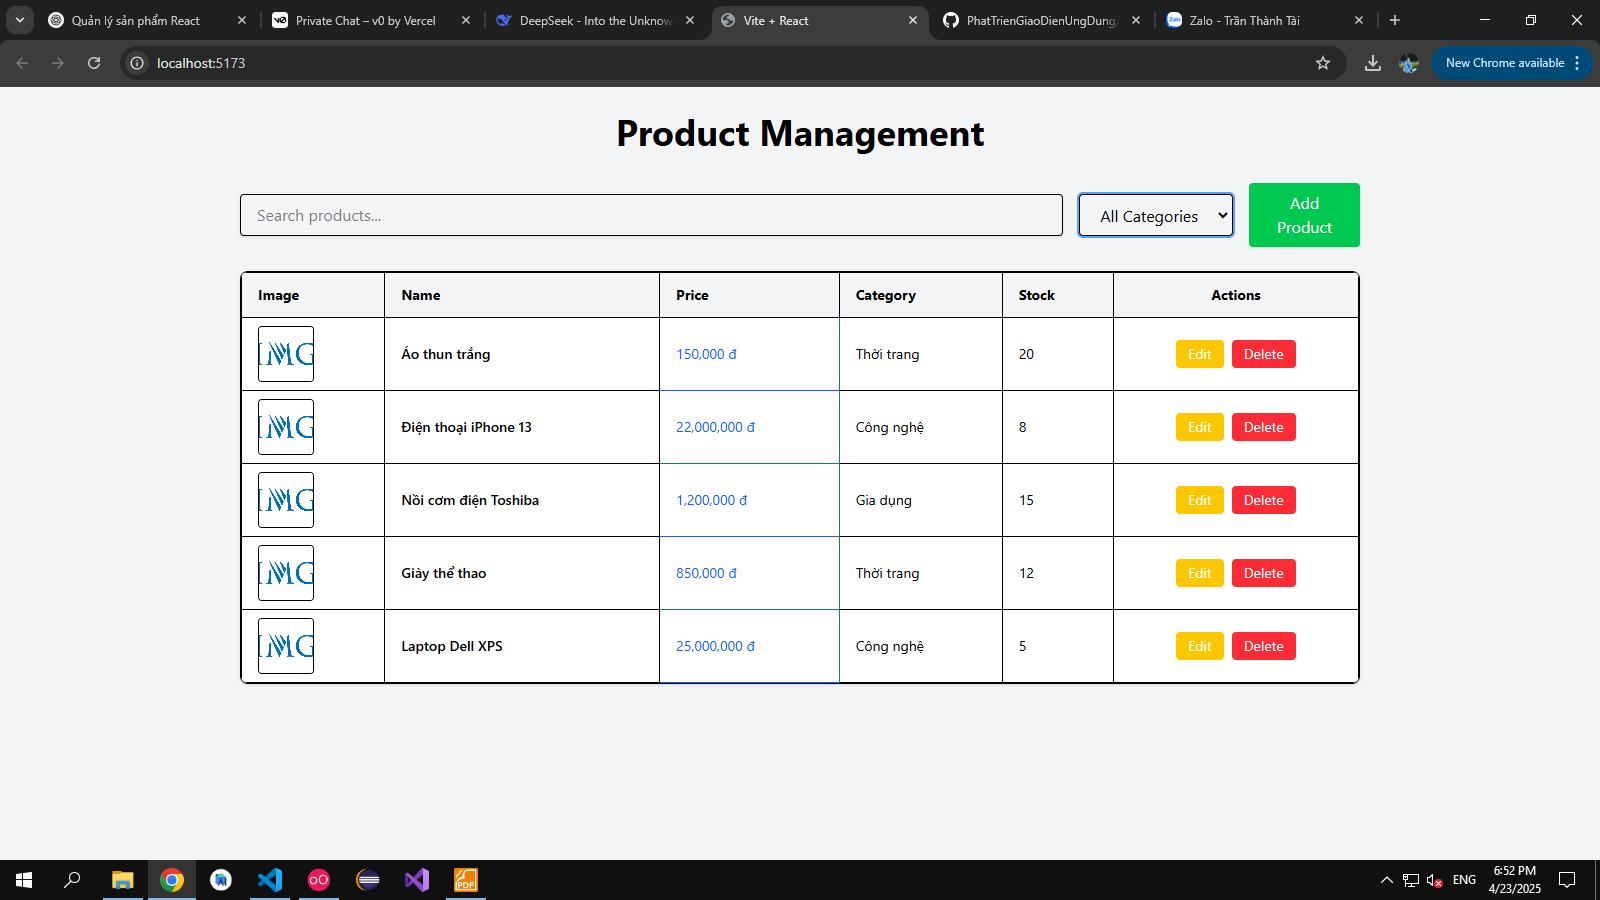 Quản lý sản phẩm React
Private Chat – v0 by Vercel
DeepSeek - Into the Unknow
Vite + React
PhatTrienGiaoDienUngDung
Zalo - Trần Thành Tài
localhost:5173
New Chrome available
Product Management
Search products...
All Categories
Add
Product
Image Name Price Category Stock Actions
IMG Áo thun trắng 150,000 đ Thời trang 20 Edit Delete
IMG Điện thoại iPhone 13 22,000,000 đ Công nghệ 8 Edit Delete
IMG Nồi cơm điện Toshiba 1,200,000 đ Gia dụng 15 Edit Delete
IMG Giày thể thao 850,000 đ Thời trang 12 Edit Delete
IMG Laptop Dell XPS 25,000,000 đ Công nghệ 5 Edit Delete
PDF
ENG
6:52 PM
4/23/2025